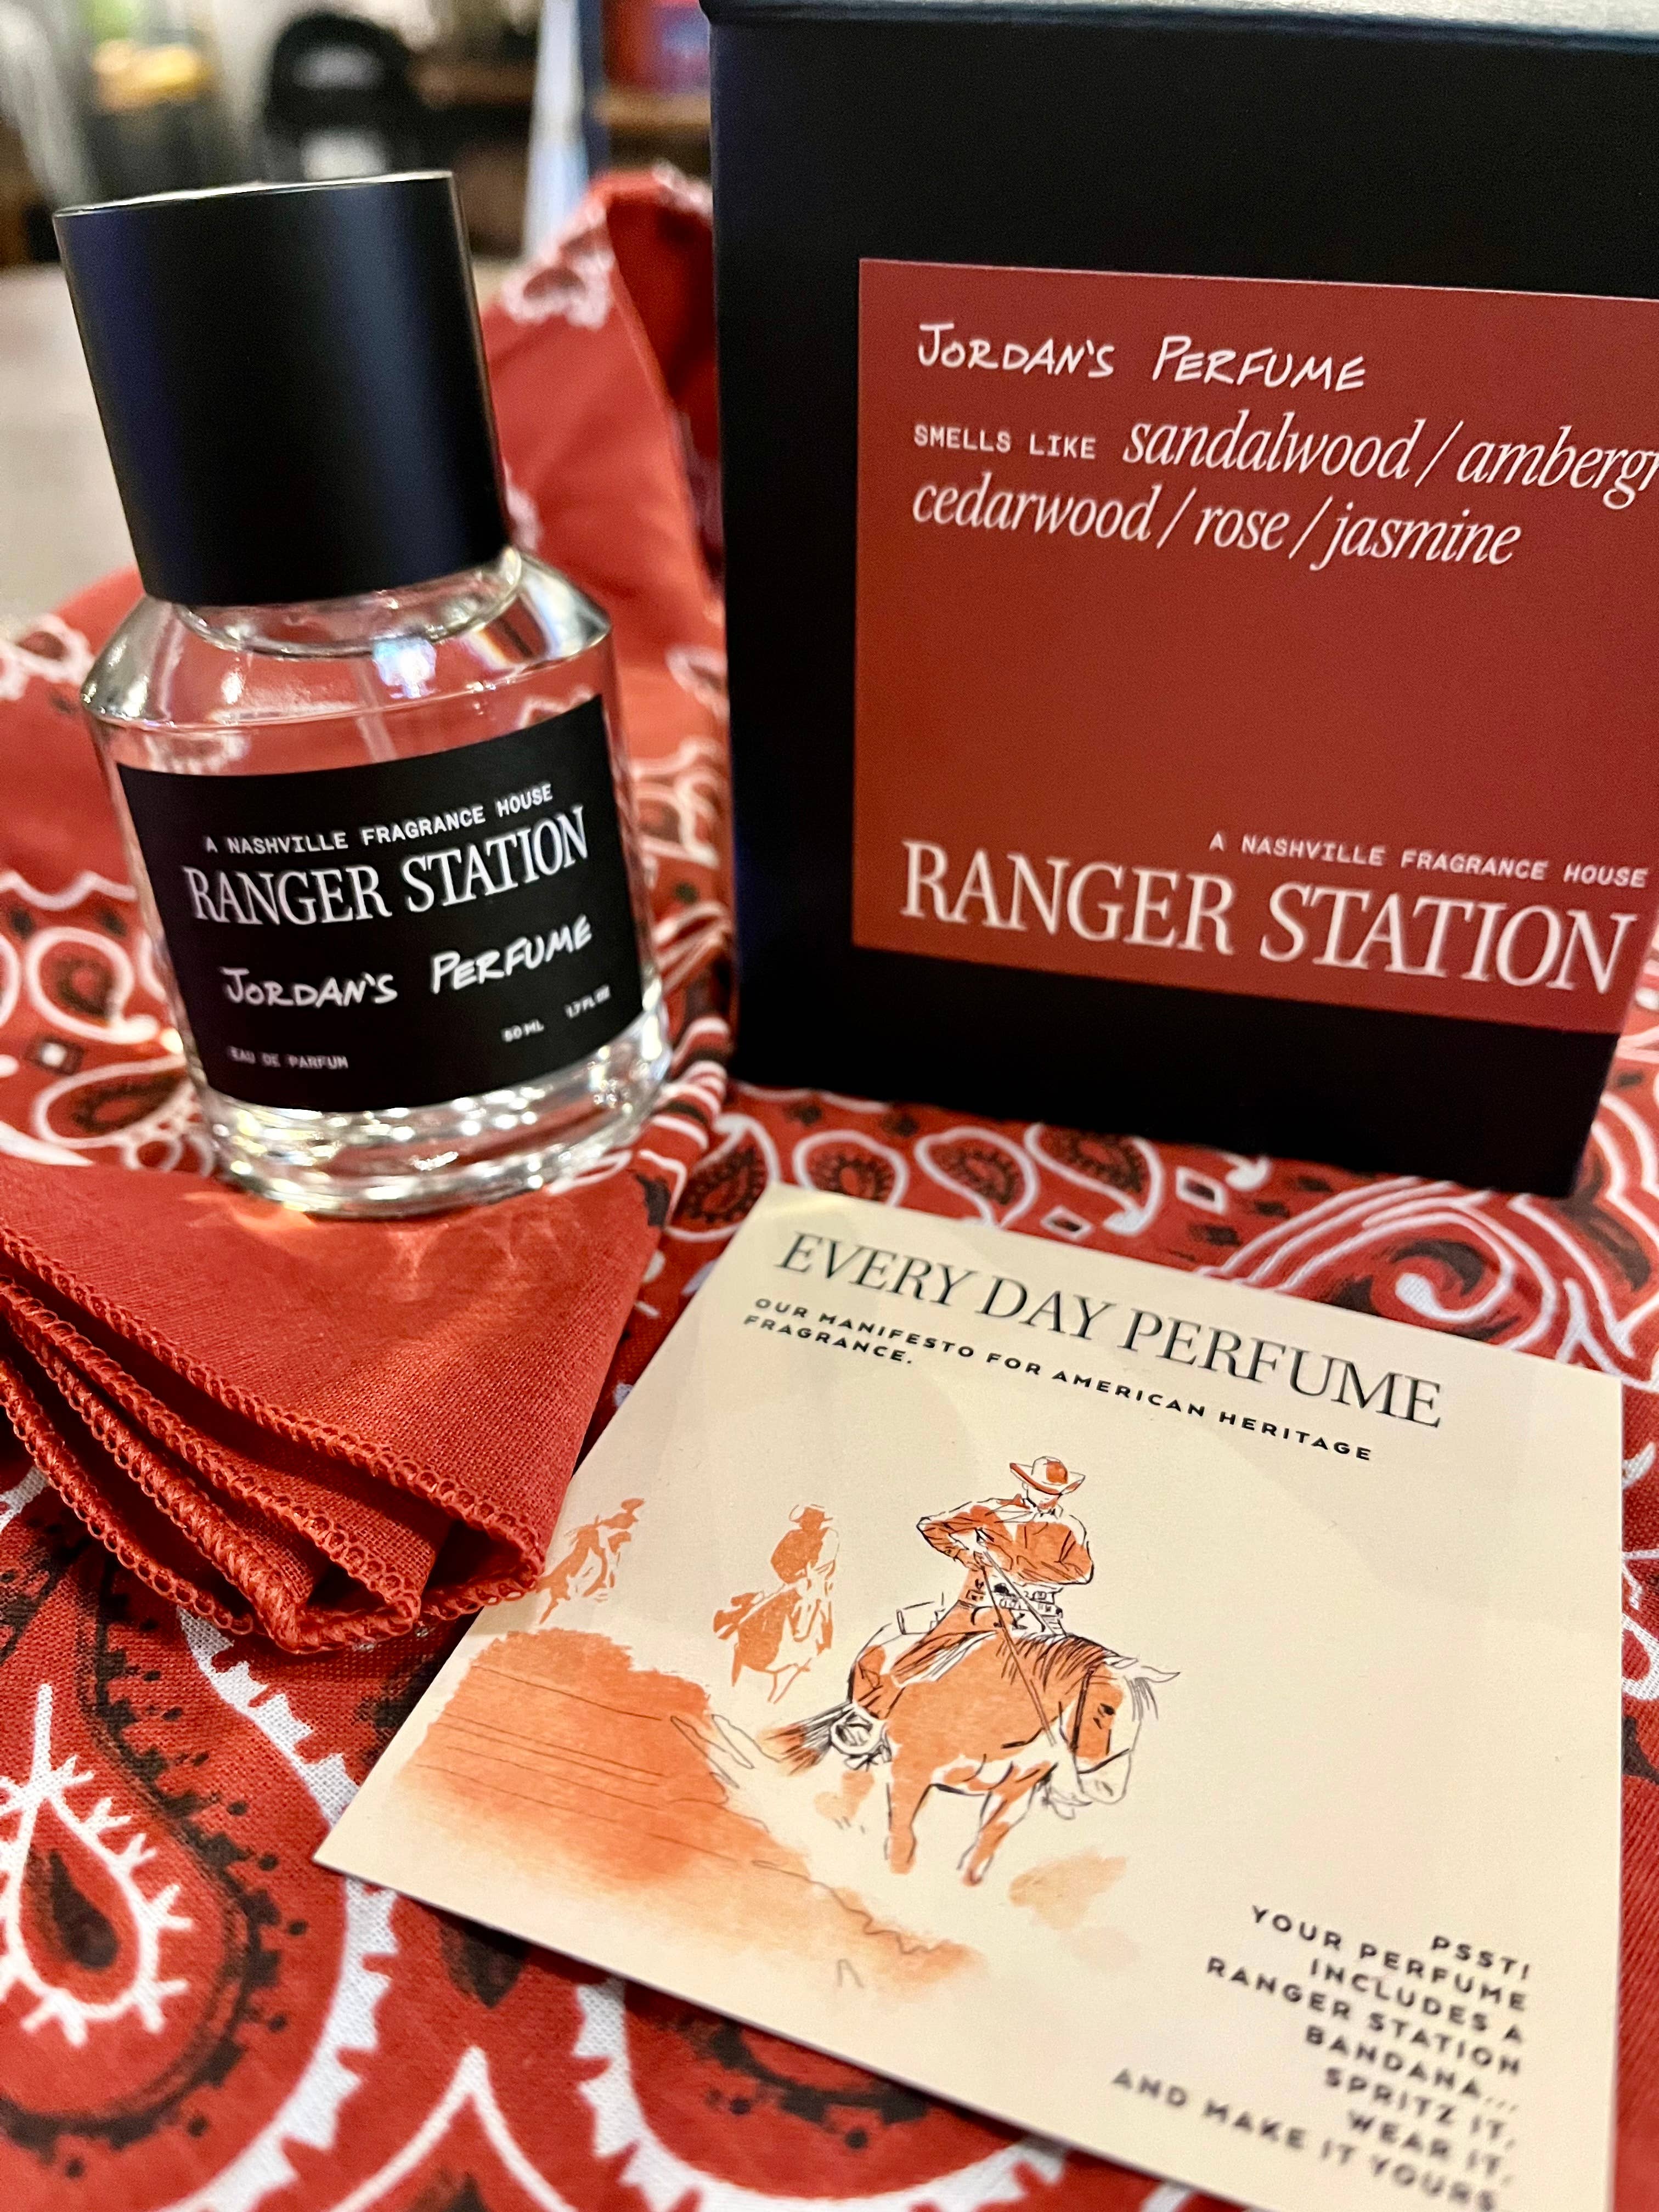 A NASHVILLE FRAGRANCE HOUSE
RANGER STATION
JORDAN'S PERFUME
EAU DE PARFUM
50 ML 1.7 FL OZ
JORDAN'S PERFUME
SMELLS LIKE sandalwood / ambergr
cedarwood / rose / jasmine
A NASHVILLE FRAGRANCE HOUSE
RANGER STATION
EVERY DAY PERFUME
OUR MANIFESTO FOR AMERICAN HERITAGE
FRAGRANCE.
PSST!
YOUR PERFUME
INCLUDES A
RANGER STATION
BANDANA...
SPRITZ IT,
WEAR IT,
AND MAKE IT YOURS.